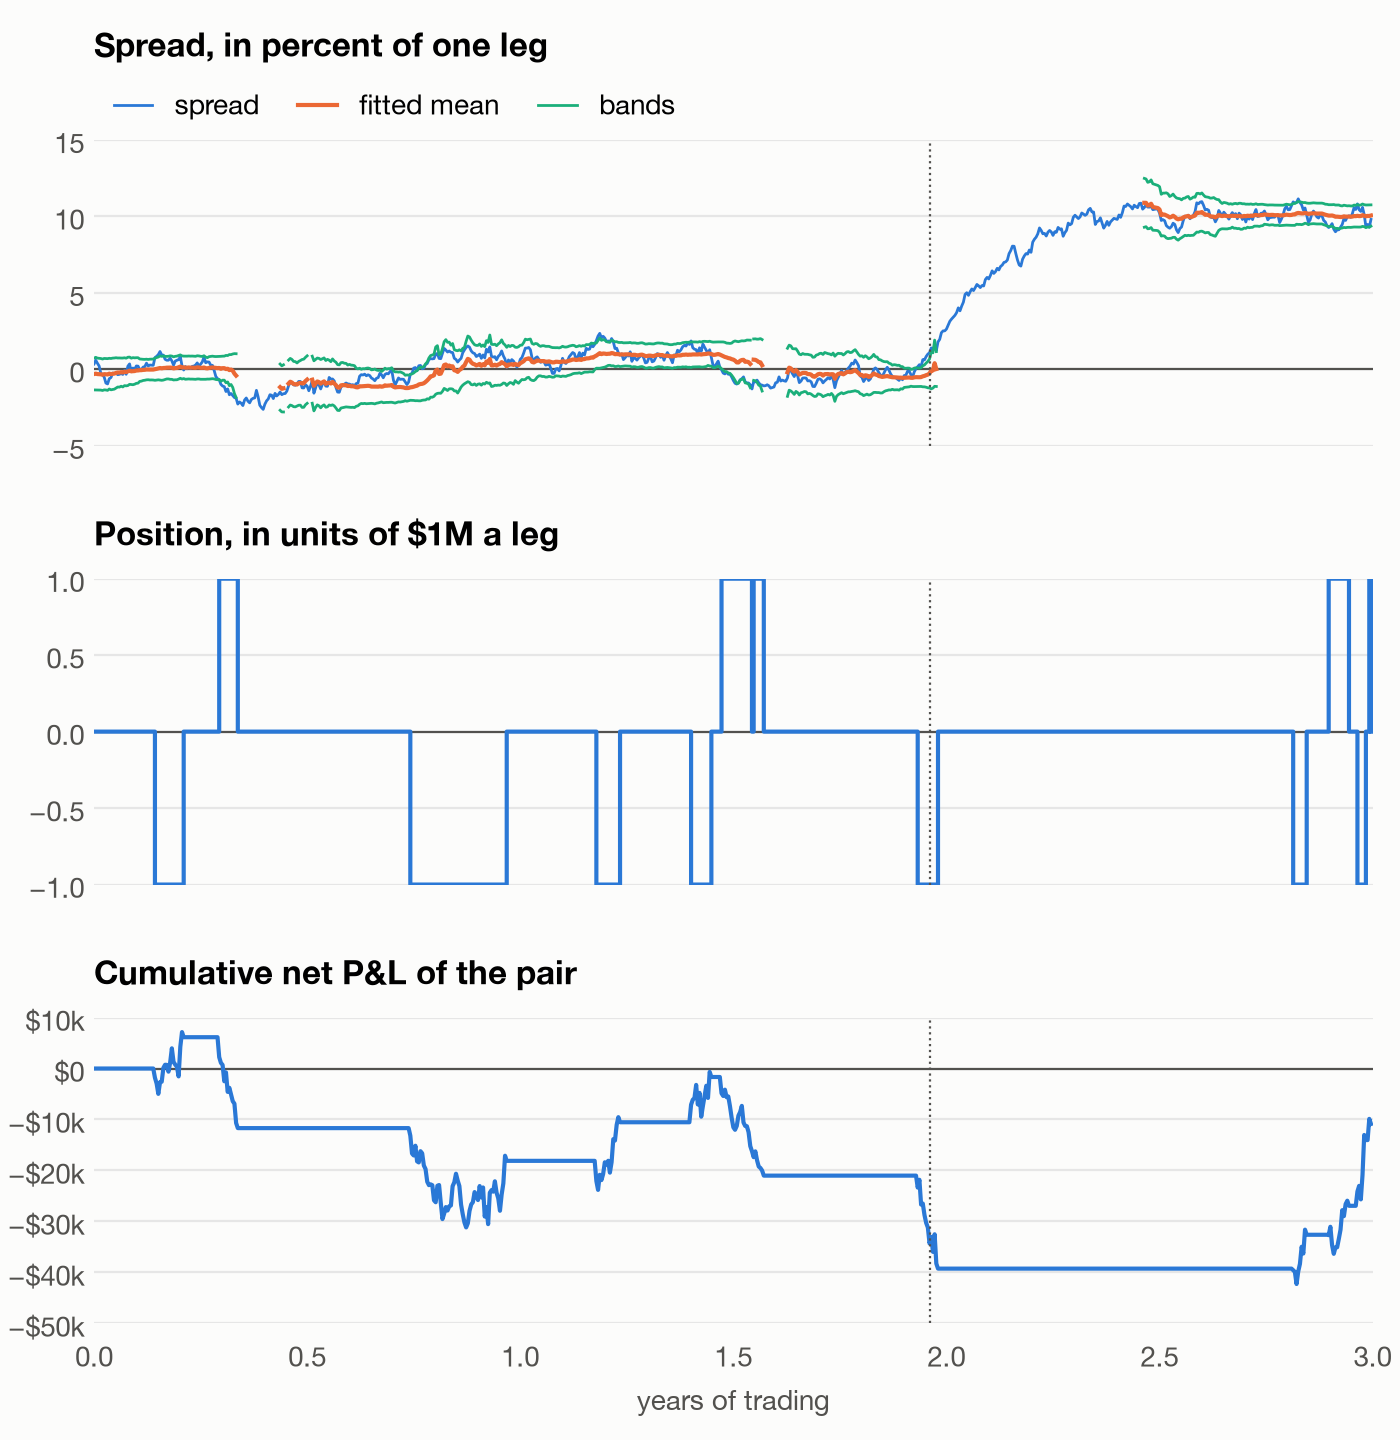 Spread, in percent of one leg
spread fitted mean bands
15
10
5
0
−5
Position, in units of $1M a leg
1.0
0.5
0.0
−0.5
−1.0
Cumulative net P&L of the pair
$10k
$0
−$10k
−$20k
−$30k
−$40k
−$50k
0.0 0.5 1.0 1.5 2.0 2.5 3.0
years of trading